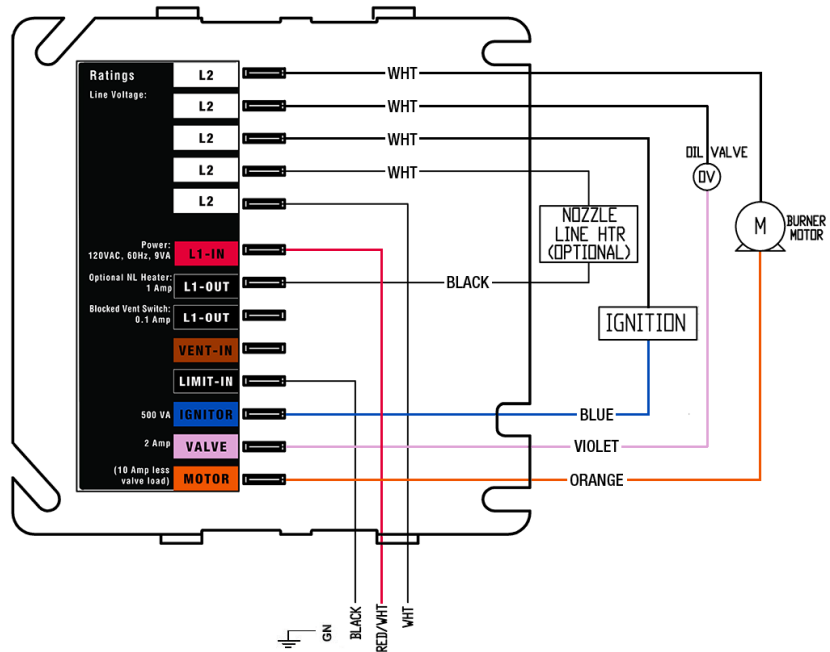 Ratings
Line Voltage:
L2
WHT
L2
WHT
L2
WHT
L2
WHT
L2
OIL VALVE
OV
M
BURNER
MOTOR
NOZZLE
LINE HTR
(OPTIONAL)
Power:
120VAC, 60Hz, 9VA
L1-IN
Optional NL Heater:
1 Amp
L1-OUT
BLACK
Blocked Vent Switch:
0.1 Amp
L1-OUT
IGNITION
VENT-IN
LIMIT-IN
500 VA
IGNITOR
BLUE
2 Amp
VALVE
VIOLET
(10 Amp less
valve load)
MOTOR
ORANGE
GN
BLACK
RED/WHT
WHT